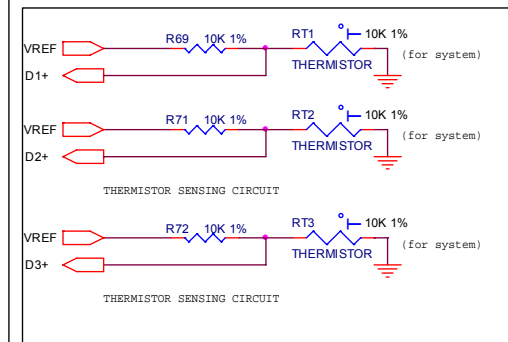 R69 10K 1% RT1 10K 1%
VREF (for system)
D1+ THERMISTOR
R71 10K 1% RT2 10K 1%
VREF (for system)
D2+ THERMISTOR
THERMISTOR SENSING CIRCUIT
R72 10K 1% RT3 10K 1%
VREF (for system)
D3+ THERMISTOR
THERMISTOR SENSING CIRCUIT